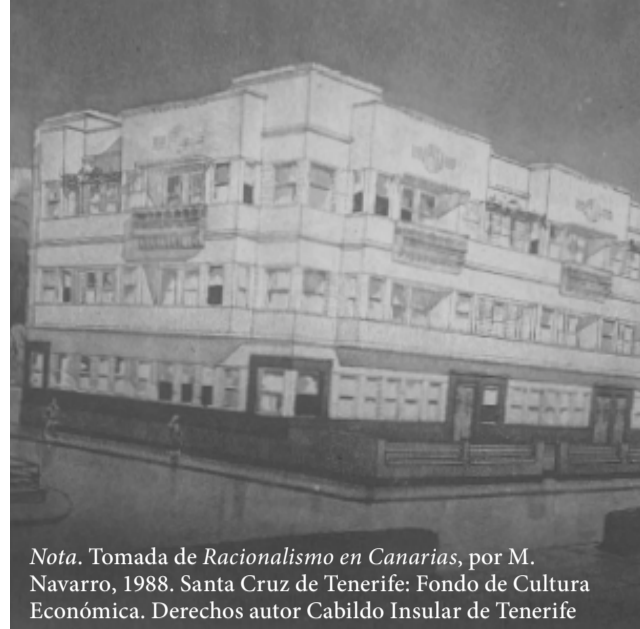 Nota. Tomada de Racionalismo en Canarias, por M.
Navarro, 1988. Santa Cruz de Tenerife: Fondo de Cultura
Económica. Derechos autor Cabildo Insular de Tenerife